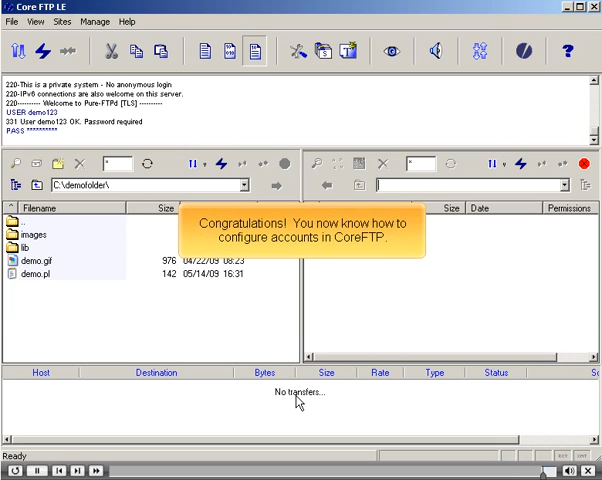 Core FTP LE
File View Sites Manage Help
220-This is a private system - No anonymous login
220-IPv6 connections are also welcome on this server.
220---------- Welcome to Pure-FTPd [TLS] ----------
USER demo123
331 User demo123 OK. Password required
PASS **********
C:\demofolder\
^ Filename Size
Size Date Permissions
..
images
lib
demo.gif 976 04/22/09 08:23
demo.pl 142 05/14/09 16:31
Congratulations! You now know how to
configure accounts in CoreFTP.
Host Destination Bytes Size Rate Type Status
No transfers...
Ready